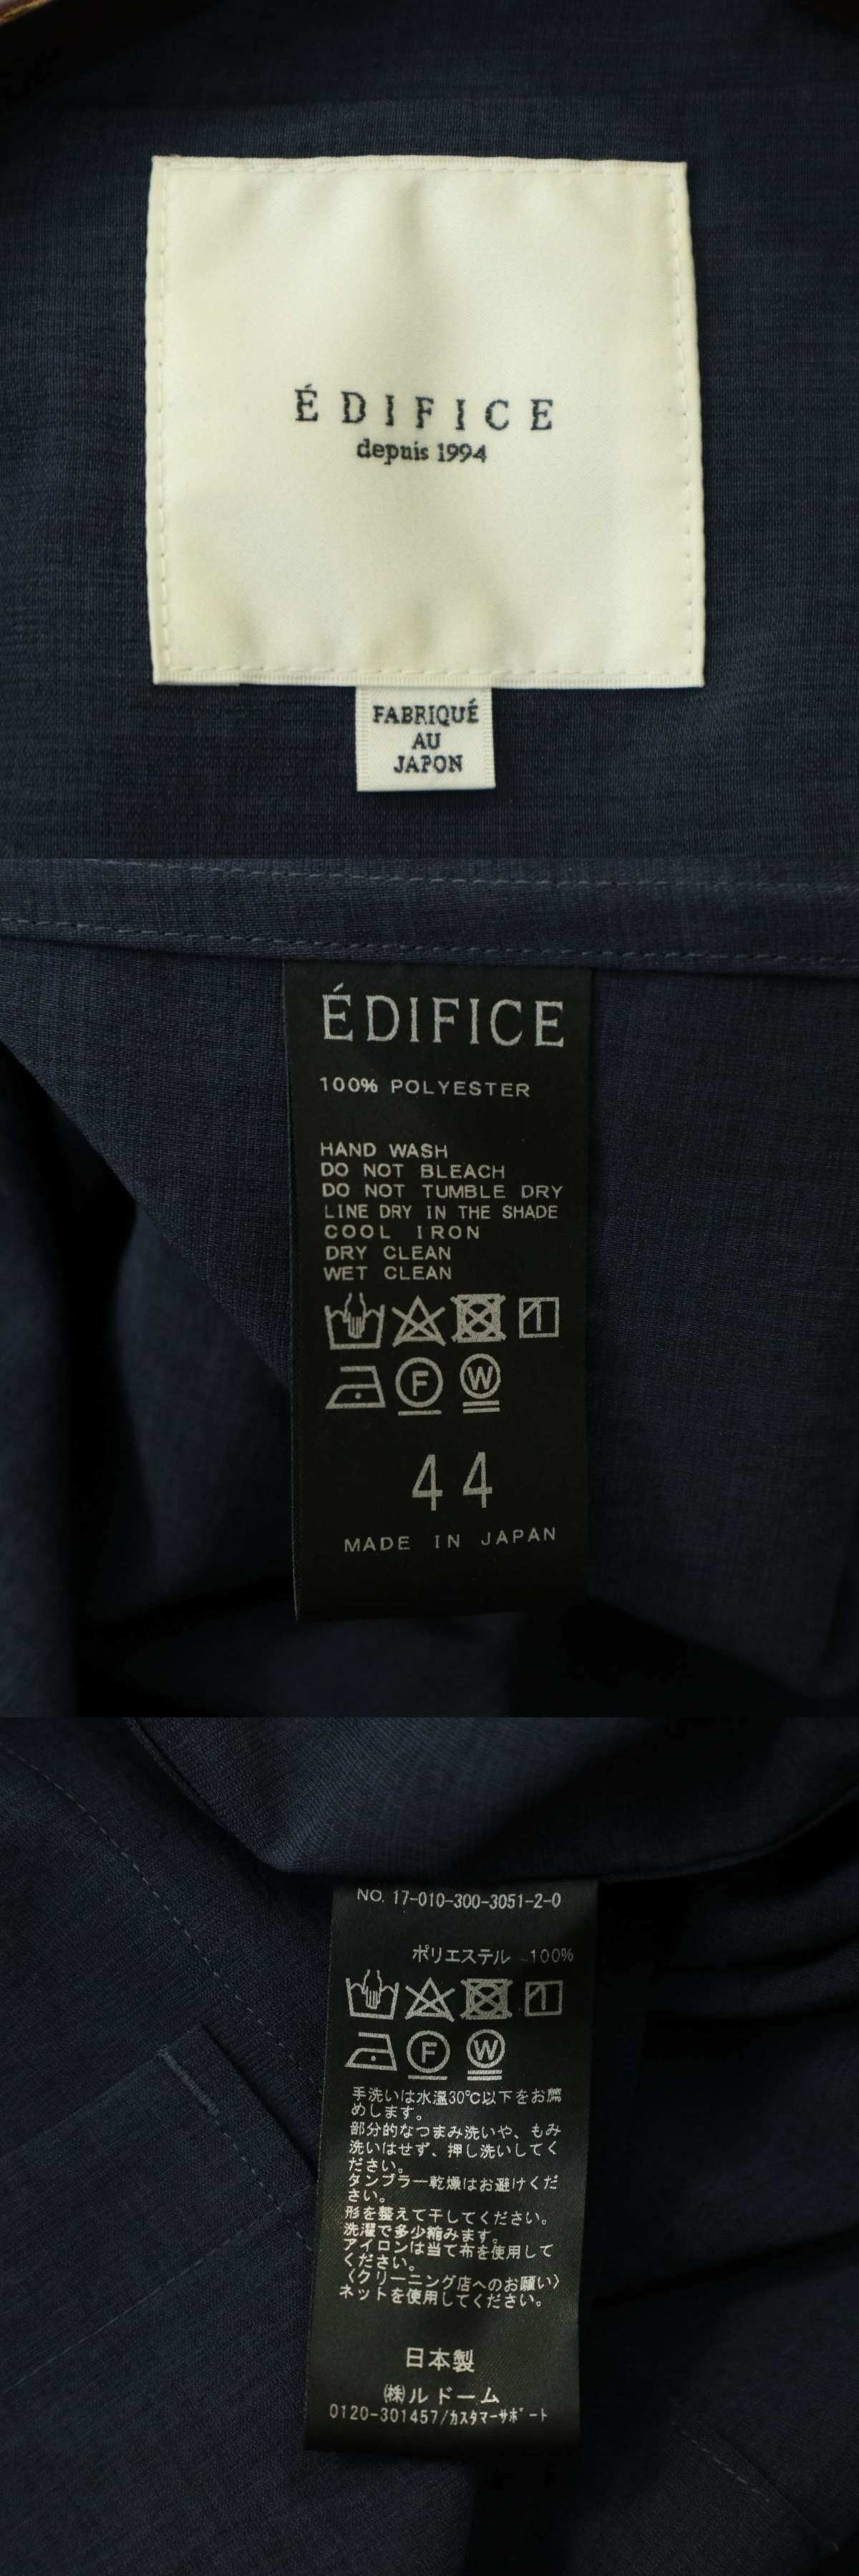 ÉDIFICE
depuis 1994
FABRIQUÉ
AU
JAPON
ÉDIFICE
100% POLYESTER
HAND WASH
DO NOT BLEACH
DO NOT TUMBLE DRY
LINE DRY IN THE SHADE
COOL IRON
DRY CLEAN
WET CLEAN
F W
44
MADE IN JAPAN
NO. 17-010-300-3051-2-0
ポリエステル 100%
F W
手洗いは水温30℃以下をお薦
めします。
部分的なつまみ洗いや、もみ
洗いはせず、押し洗いしてく
ださい。
タンブラー乾燥はお避けくだ
さい。
形を整えて干してください。
洗濯で多少縮みます。
アイロンは当て布を使用して
ください。
〈クリーニング店へのお願い〉
ネットを使用してください。
日本製
㈱ルドーム
0120-301457/カスタマーサポート